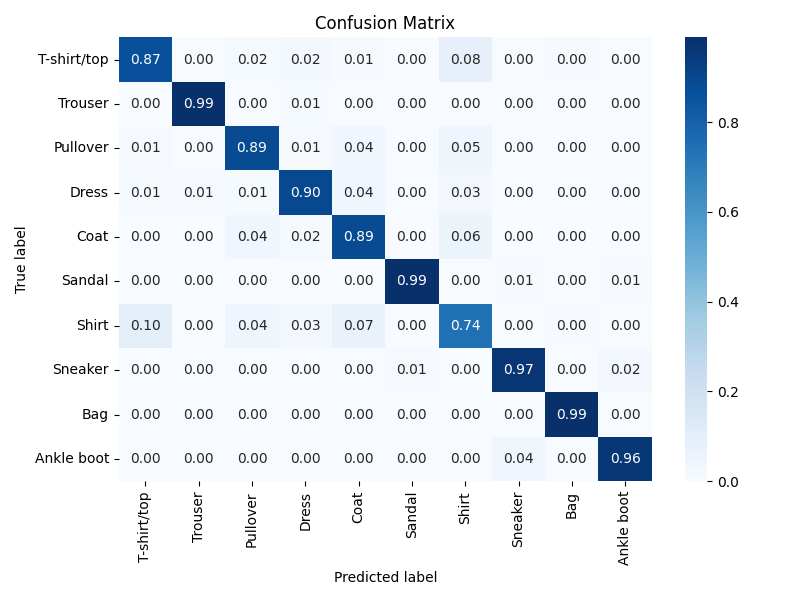 Confusion Matrix
T-shirt/top 0.87 0.00 0.02 0.02 0.01 0.00 0.08 0.00 0.00 0.00
Trouser 0.00 0.99 0.00 0.01 0.00 0.00 0.00 0.00 0.00 0.00
Pullover 0.01 0.00 0.89 0.01 0.04 0.00 0.05 0.00 0.00 0.00
Dress 0.01 0.01 0.01 0.90 0.04 0.00 0.03 0.00 0.00 0.00
Coat 0.00 0.00 0.04 0.02 0.89 0.00 0.06 0.00 0.00 0.00
Sandal 0.00 0.00 0.00 0.00 0.00 0.99 0.00 0.01 0.00 0.01
Shirt 0.10 0.00 0.04 0.03 0.07 0.00 0.74 0.00 0.00 0.00
Sneaker 0.00 0.00 0.00 0.00 0.00 0.01 0.00 0.97 0.00 0.02
Bag 0.00 0.00 0.00 0.00 0.00 0.00 0.00 0.00 0.99 0.00
Ankle boot 0.00 0.00 0.00 0.00 0.00 0.00 0.00 0.04 0.00 0.96
True label
T-shirt/top Trouser Pullover Dress Coat Sandal Shirt Sneaker Bag Ankle boot
Predicted label
0.8
0.6
0.4
0.2
0.0